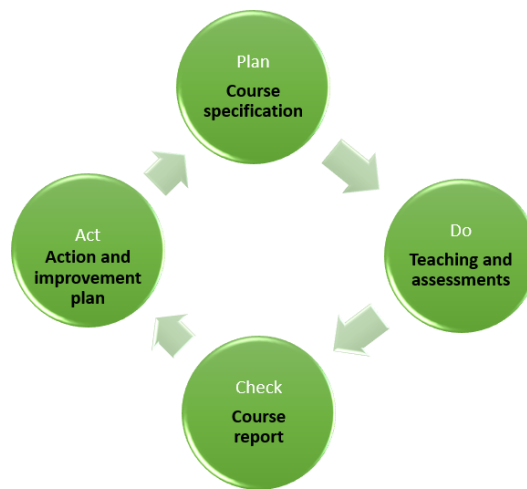 Plan
Course
specification
Do
Teaching and
assessments
Check
Course
report
Act
Action and
improvement
plan